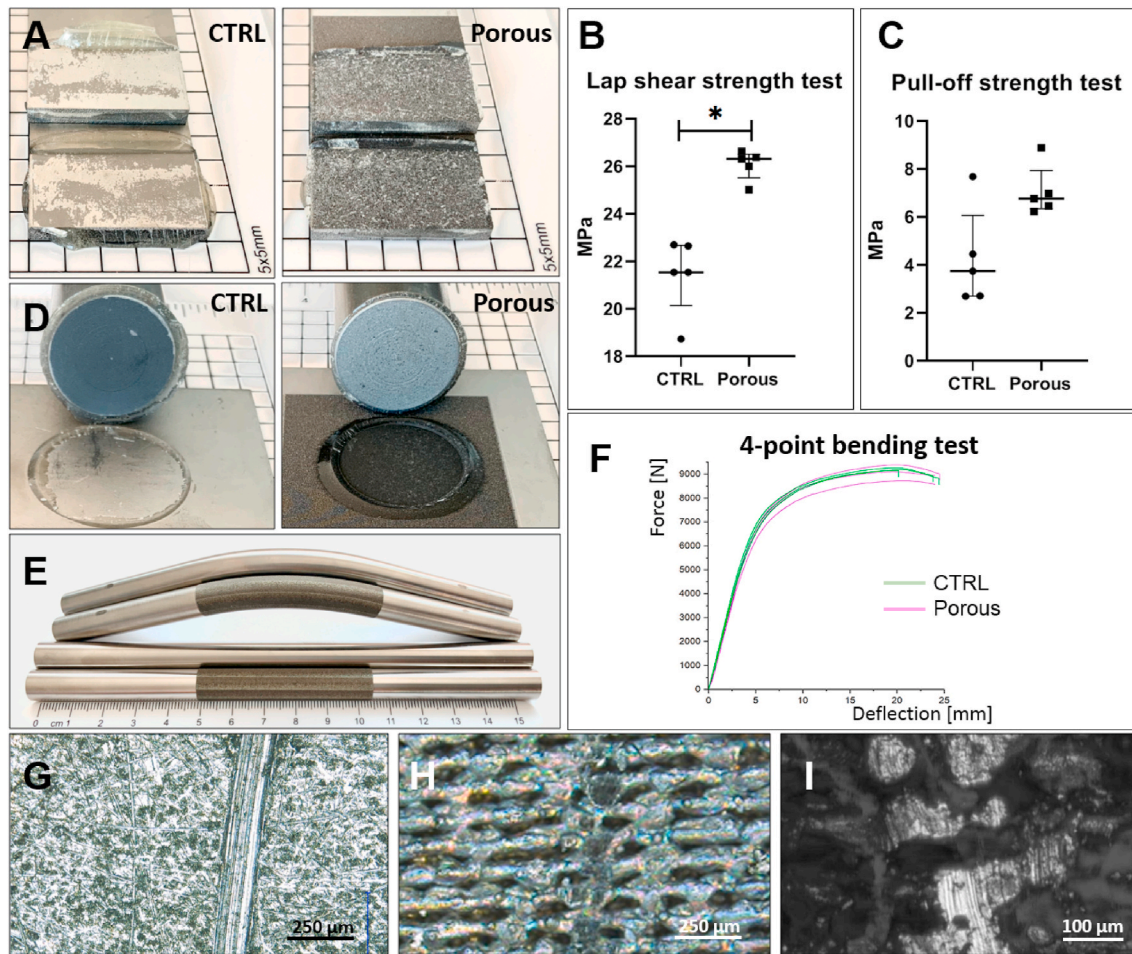 A
CTRL
5x5mm
Porous
5x5mm
B
Lap shear strength test
*
MPa
28
26
24
22
20
18
CTRL
Porous
C
Pull-off strength test
MPa
10
8
6
4
2
0
CTRL
Porous
D
CTRL
Porous
E
0 cm 1 2 3 4 5 6 7 8 9 10 11 12 13 14 15
F
4-point bending test
Force [N]
9000
8000
7000
6000
5000
4000
3000
2000
1000
0
0 5 10 15 20 25
Deflection [mm]
CTRL
Porous
G
250 µm
H
250 µm
I
100 µm